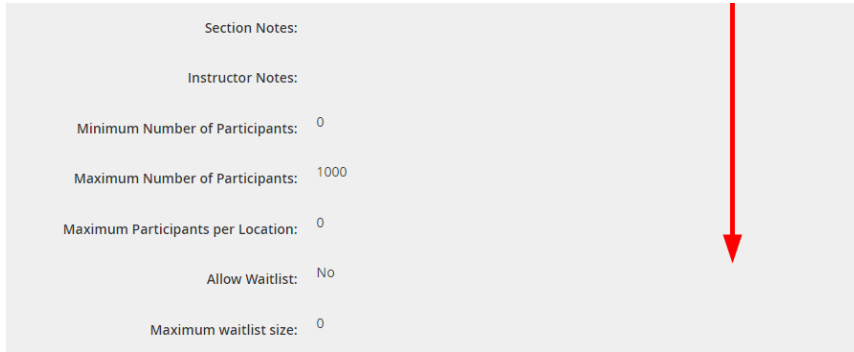 Section Notes:
Instructor Notes:
Minimum Number of Participants: 0
Maximum Number of Participants: 1000
Maximum Participants per Location: 0
Allow Waitlist: No
Maximum waitlist size: 0